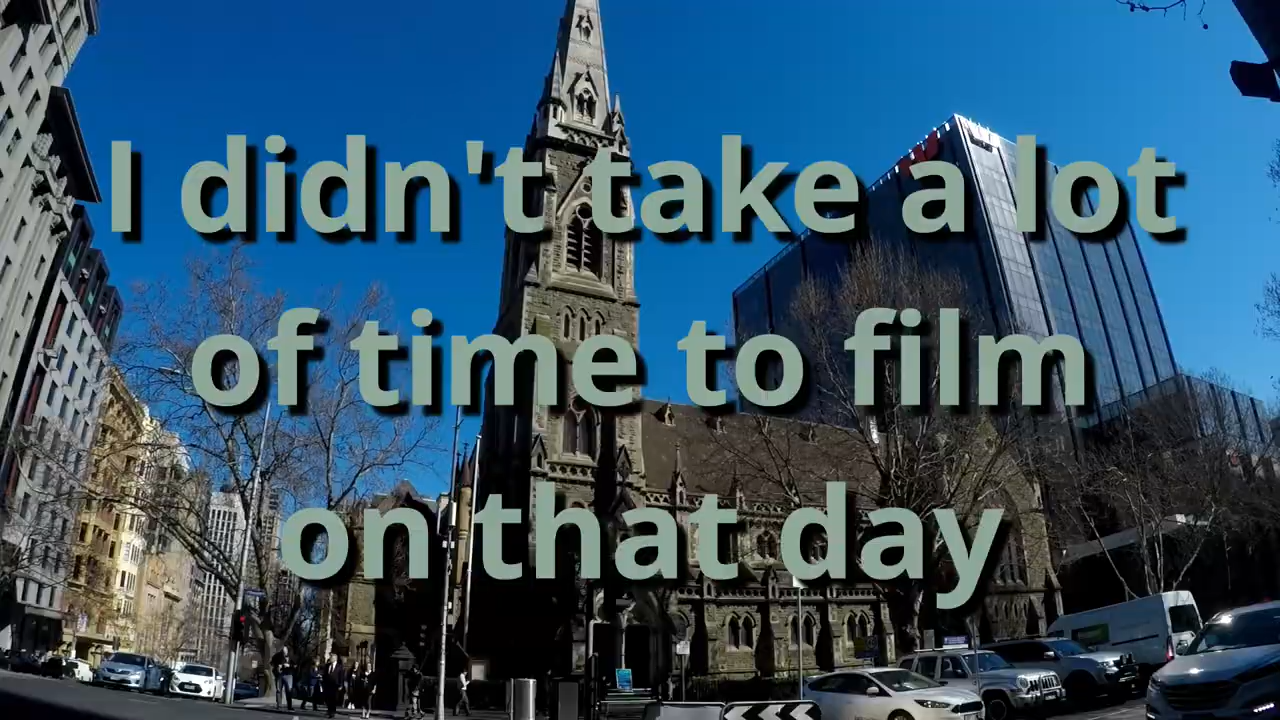 I didn't take a lot
of time to film
on that day